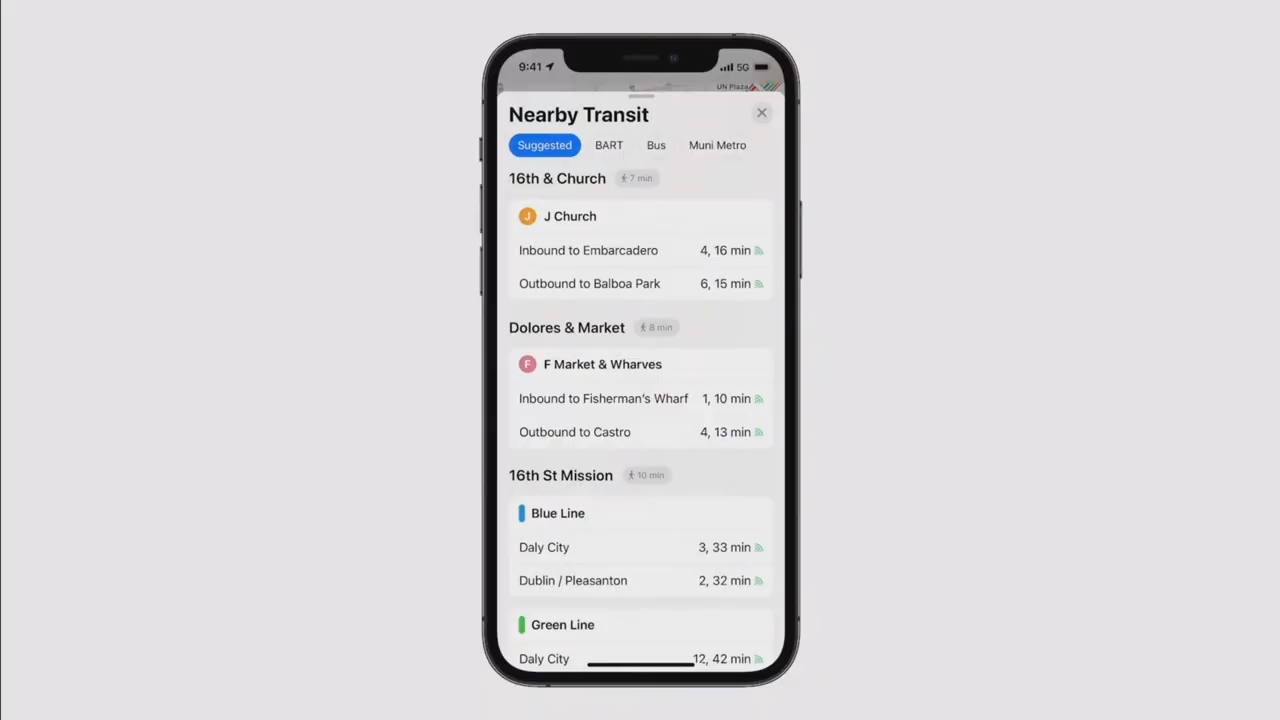 9:41
5G
UN Plaza
Nearby Transit
Suggested BART Bus Muni Metro
16th & Church 7 min
J J Church
Inbound to Embarcadero 4, 16 min
Outbound to Balboa Park 6, 15 min
Dolores & Market 8 min
F F Market & Wharves
Inbound to Fisherman's Wharf 1, 10 min
Outbound to Castro 4, 13 min
16th St Mission 10 min
Blue Line
Daly City 3, 33 min
Dublin / Pleasanton 2, 32 min
Green Line
Daly City 12, 42 min